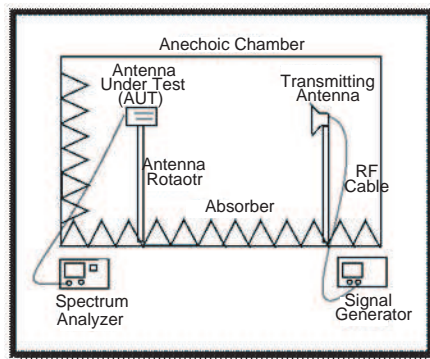 Anechoic Chamber
Antenna
Under Test
(AUT)
Transmitting
Antenna
Antenna
Rotaotr
RF
Cable
Absorber
Spectrum
Analyzer
Signal
Generator